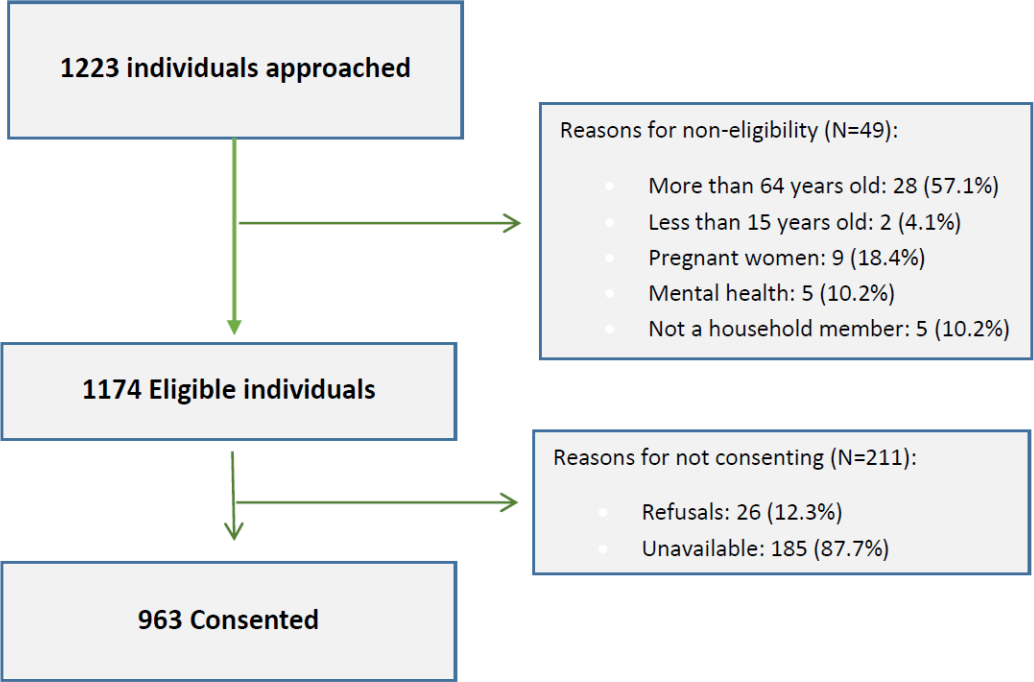 1223 individuals approached
Reasons for non-eligibility (N=49):
More than 64 years old: 28 (57.1%)
Less than 15 years old: 2 (4.1%)
Pregnant women: 9 (18.4%)
Mental health: 5 (10.2%)
Not a household member: 5 (10.2%)
1174 Eligible individuals
Reasons for not consenting (N=211):
Refusals: 26 (12.3%)
Unavailable: 185 (87.7%)
963 Consented